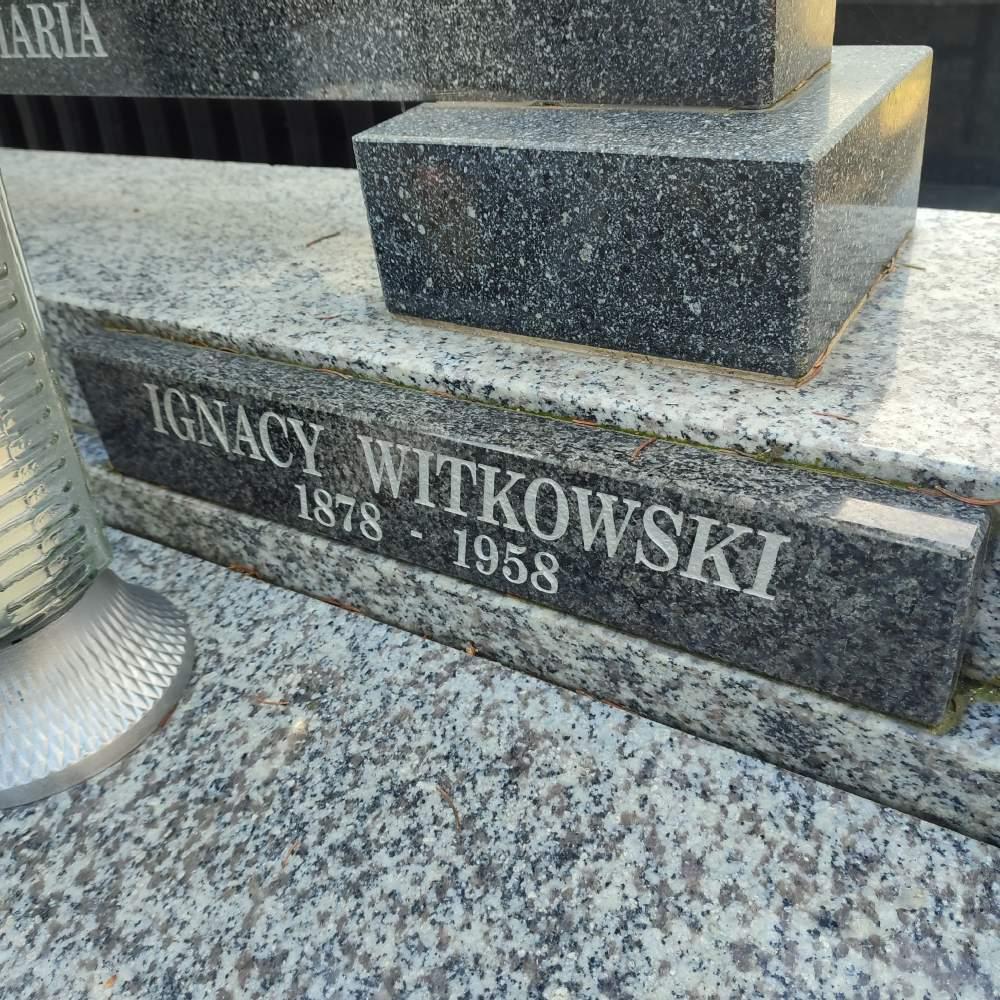 MARIA
IGNACY WITKOWSKI
1878 - 1958